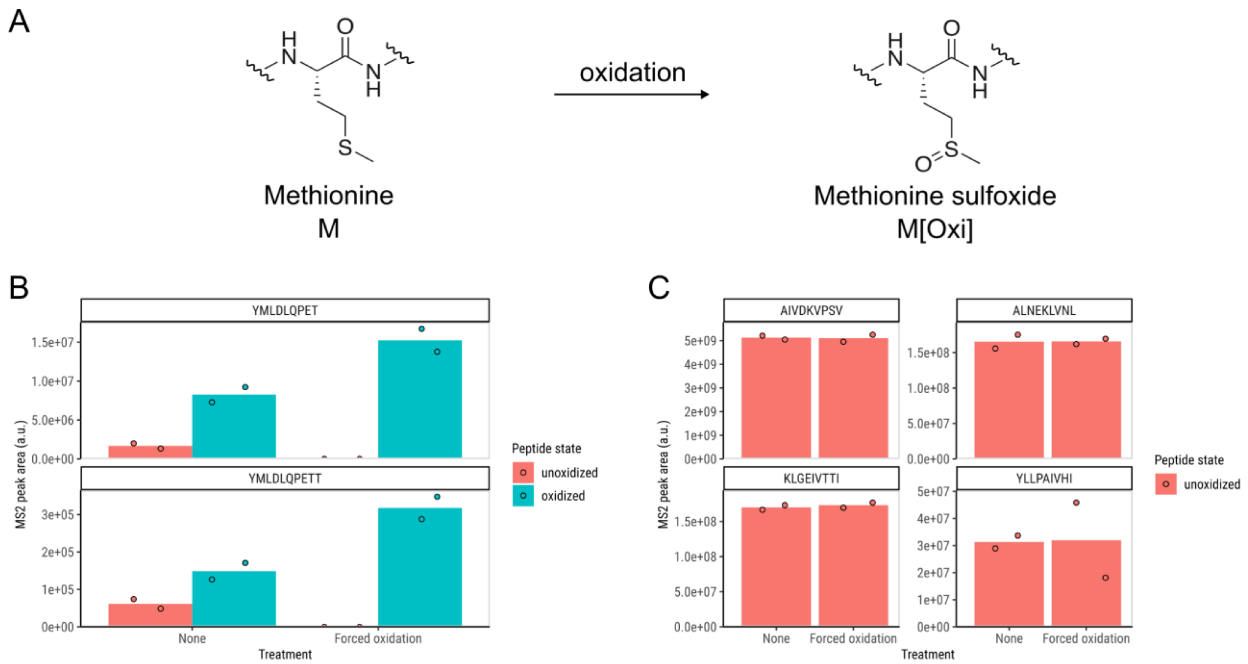 A
H
N
O
N
H
S
Methionine
M
oxidation
H
N
O
N
H
O
S
Methionine sulfoxide
M[Oxi]
B
YMLDLQPET
1.5e+07
1.0e+07
5.0e+06
0.0e+00
YMLDLQPETT
3e+05
2e+05
1e+05
0e+00
MS2 peak area (a.u.)
None
Forced oxidation
Treatment
Peptide state
unoxidized
oxidized
C
AIVDKVPSV
5e+09
4e+09
3e+09
2e+09
1e+09
0e+00
ALNEKLVNL
1.5e+08
1.0e+08
5.0e+07
0.0e+00
KLGEIVTTI
1.5e+08
1.0e+08
5.0e+07
0.0e+00
YLLPAIVHI
5e+07
4e+07
3e+07
2e+07
1e+07
0e+00
MS2 peak area (a.u.)
None
Forced oxidation
None
Forced oxidation
Treatment
Peptide state
unoxidized